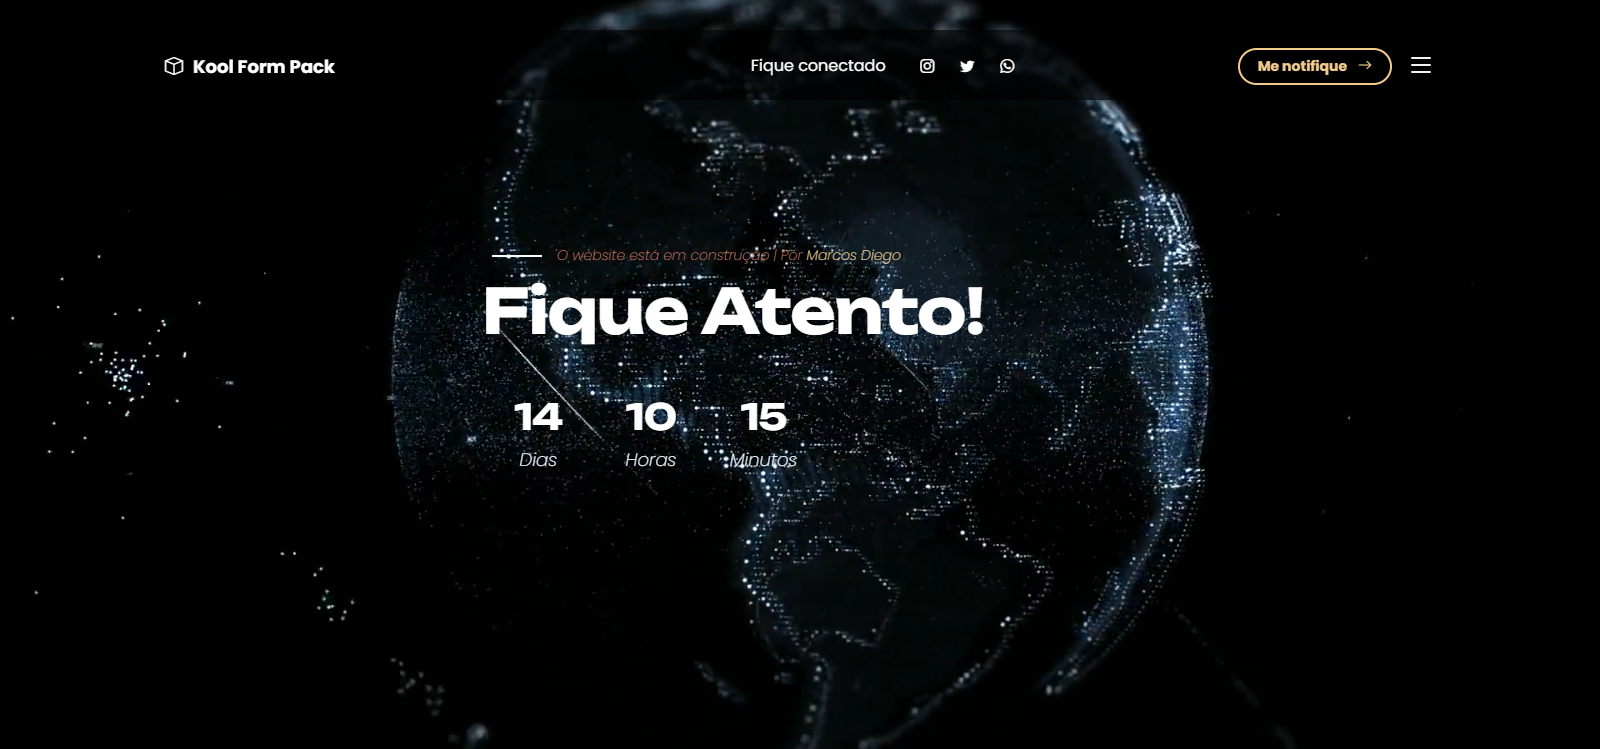 Kool Form Pack
Fique conectado
Me notifique
'O website está em construção | Por Marcos Diego
Fique Atento!
14 10 15
Dias Horas Minutos